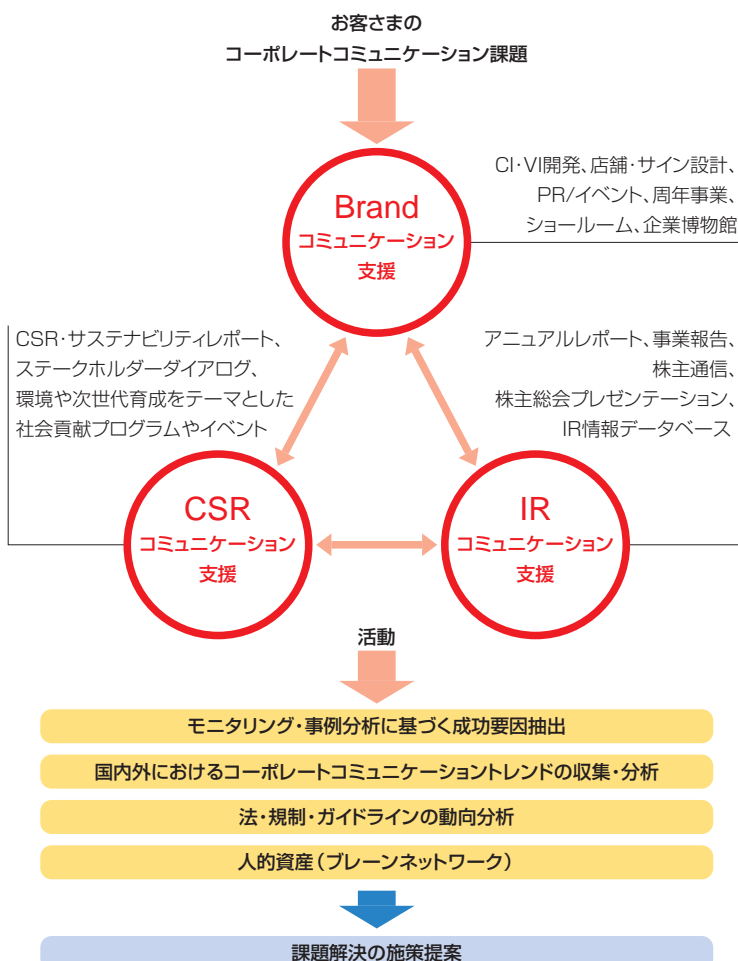 お客さまの
コーポレートコミュニケーション課題
Brand
コミュニケーション
支援
CI・VI開発、店舗・サイン設計、
PR/イベント、周年事業、
ショールーム、企業博物館
CSR・サステナビリティレポート、
ステークホルダーダイアログ、
環境や次世代育成をテーマとした
社会貢献プログラムやイベント
アニュアルレポート、事業報告、
株主通信、
株主総会プレゼンテーション、
IR情報データベース
CSR
コミュニケーション
支援
IR
コミュニケーション
支援
活動
モニタリング・事例分析に基づく成功要因抽出
国内外におけるコーポレートコミュニケーショントレンドの収集・分析
法・規制・ガイドラインの動向分析
人的資産（ブレーンネットワーク）
課題解決の施策提案